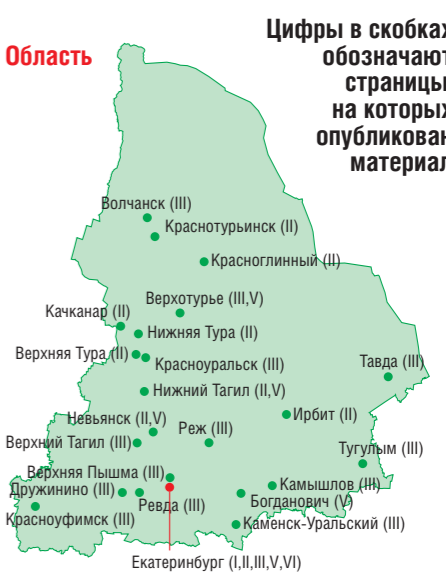 Область
Цифры в скобках
обозначают
страницы,
на которых
опубликован
материал
Волчанск (III)
Краснотурьинск (II)
Красноглинный (II)
Верхотурье (III,V)
Качканар (II)
Нижняя Тура (II)
Верхняя Тура (II)
Красноуральск (III)
Тавда (III)
Нижний Тагил (II,V)
Ирбит (II)
Невьянск (II,V)
Реж (III)
Верхний Тагил (III)
Тугулым (III)
Верхняя Пышма (III)
Камышлов (III)
Дружинино (III)
Богданович (V)
Ревда (III)
Красноуфимск (III)
Каменск-Уральский (III)
Екатеринбург (I,II,III,V,VI)